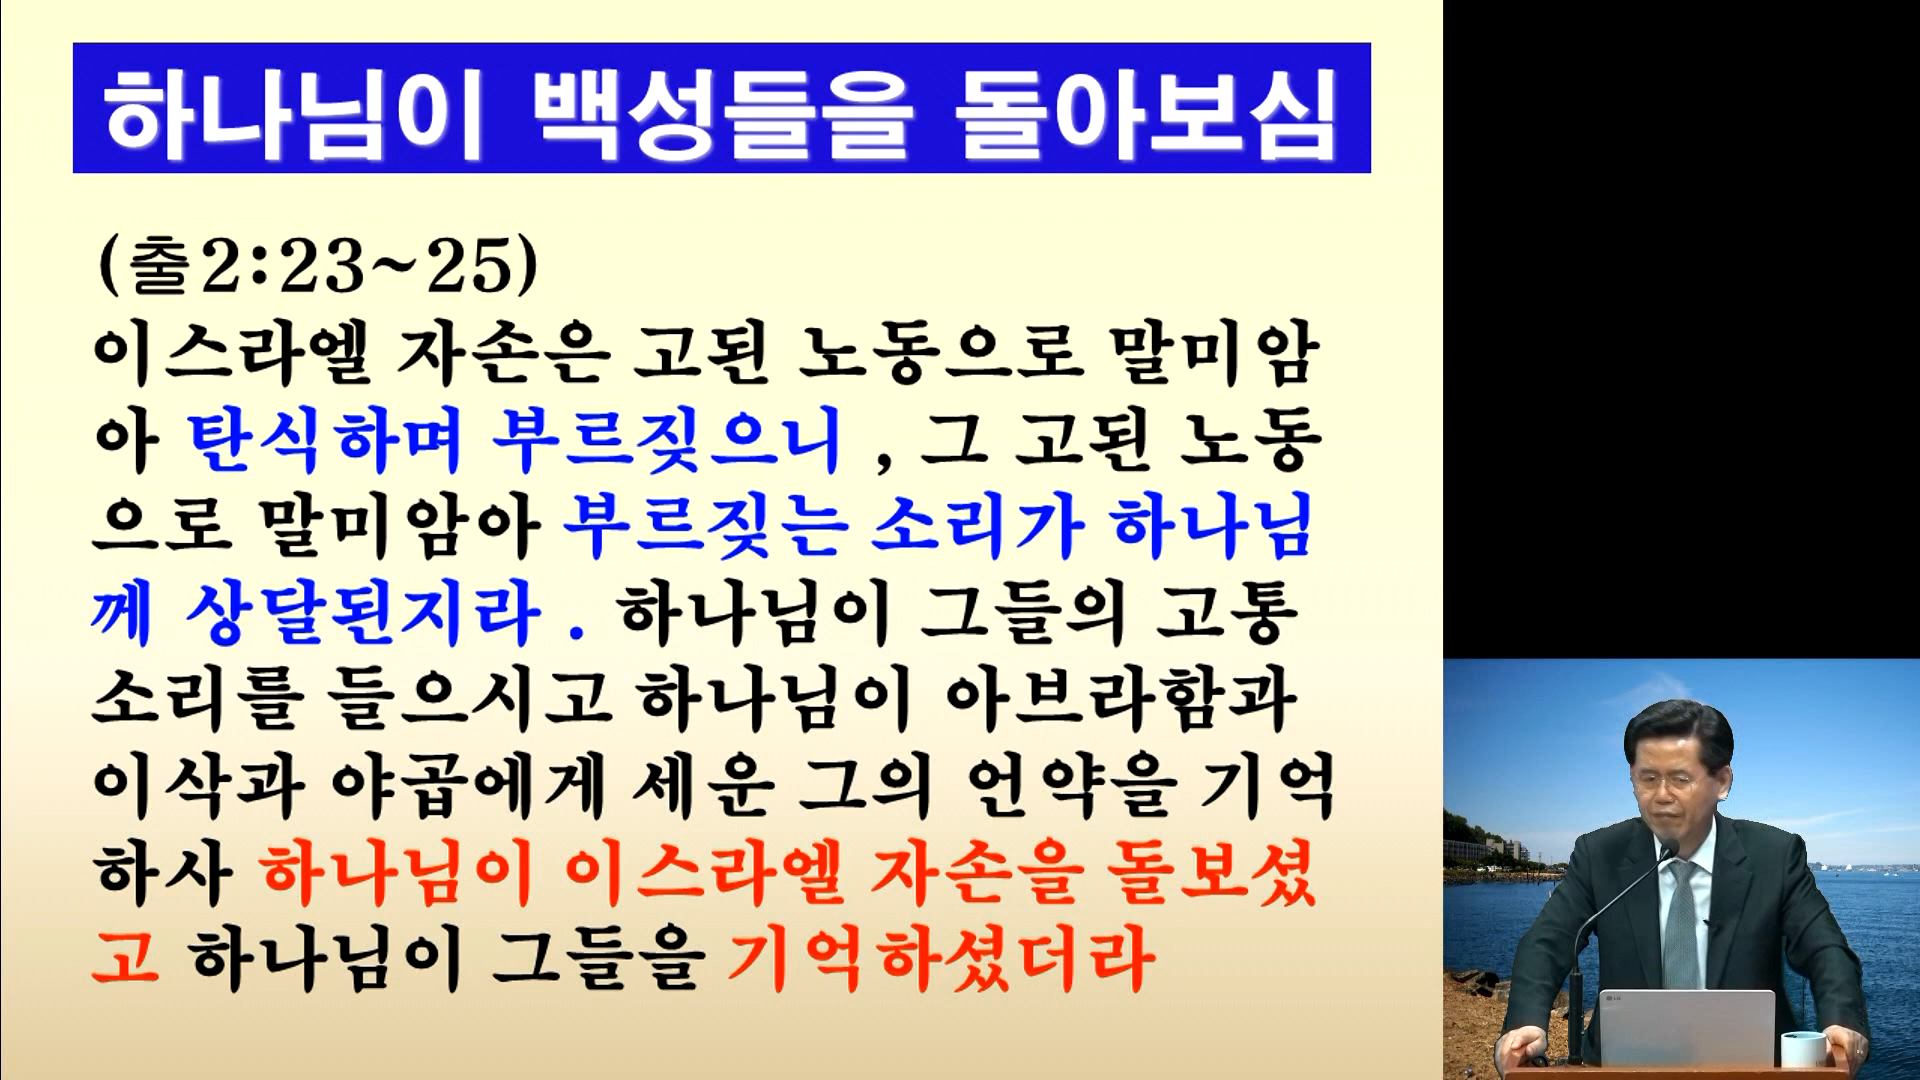 하나님이 백성들을 돌아보심
(출2:23~25)
이스라엘 자손은 고된 노동으로 말미암
아 탄식하며 부르짖으니 , 그 고된 노동
으로 말미암아 부르짖는 소리가 하나님
께 상달된지라 . 하나님이 그들의 고통
소리를 들으시고 하나님이 아브라함과
이삭과 야곱에게 세운 그의 언약을 기억
하사 하나님이 이스라엘 자손을 돌보셨
고 하나님이 그들을 기억하셨더라
LG